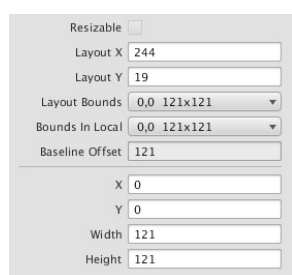 Resizable
Layout X 244
Layout Y 19
Layout Bounds 0,0 121x121
Bounds In Local 0,0 121x121
Baseline Offset 121
X 0
Y 0
Width 121
Height 121